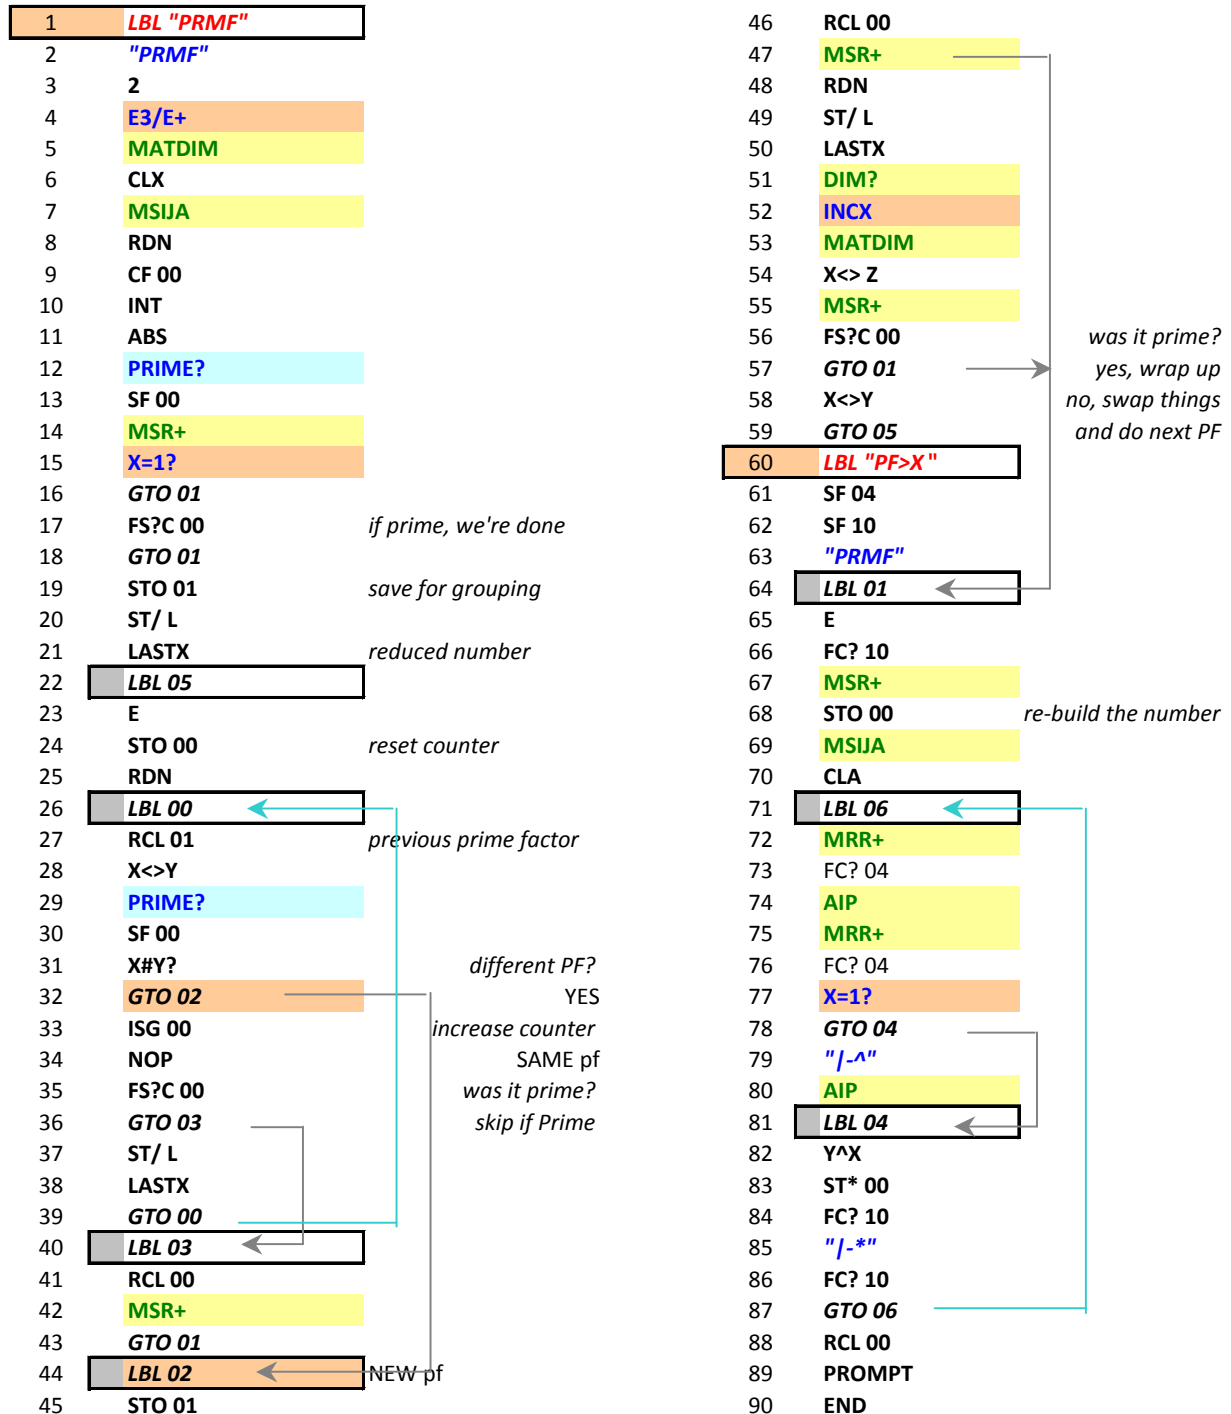 1 LBL "PRMF"
2 "PRMF"
3 2
4 E3/E+
5 MATDIM
6 CLX
7 MSIJA
8 RDN
9 CF 00
10 INT
11 ABS
12 PRIME?
13 SF 00
14 MSR+
15 X=1?
16 GTO 01
17 FS?C 00 if prime, we're done
18 GTO 01
19 STO 01 save for grouping
20 ST/ L
21 LASTX reduced number
22 LBL 05
23 E
24 STO 00 reset counter
25 RDN
26 LBL 00
27 RCL 01 previous prime factor
28 X<>Y
29 PRIME?
30 SF 00
31 X#Y? different PF?
32 GTO 02 YES
33 ISG 00 increase counter
34 NOP SAME pf
35 FS?C 00 was it prime?
36 GTO 03 skip if Prime
37 ST/ L
38 LASTX
39 GTO 00
40 LBL 03
41 RCL 00
42 MSR+
43 GTO 01
44 LBL 02 NEW pf
45 STO 01
46 RCL 00
47 MSR+
48 RDN
49 ST/ L
50 LASTX
51 DIM?
52 INCX
53 MATDIM
54 X<> Z
55 MSR+
56 FS?C 00 was it prime?
57 GTO 01 yes, wrap up
58 X<>Y no, swap things
59 GTO 05 and do next PF
60 LBL "PF>X "
61 SF 04
62 SF 10
63 "PRMF"
64 LBL 01
65 E
66 FC? 10
67 MSR+
68 STO 00 re-build the number
69 MSIJA
70 CLA
71 LBL 06
72 MRR+
73 FC? 04
74 AIP
75 MRR+
76 FC? 04
77 X=1?
78 GTO 04
79 "|-^"
80 AIP
81 LBL 04
82 Y^X
83 ST* 00
84 FC? 10
85 "|-*"
86 FC? 10
87 GTO 06
88 RCL 00
89 PROMPT
90 END